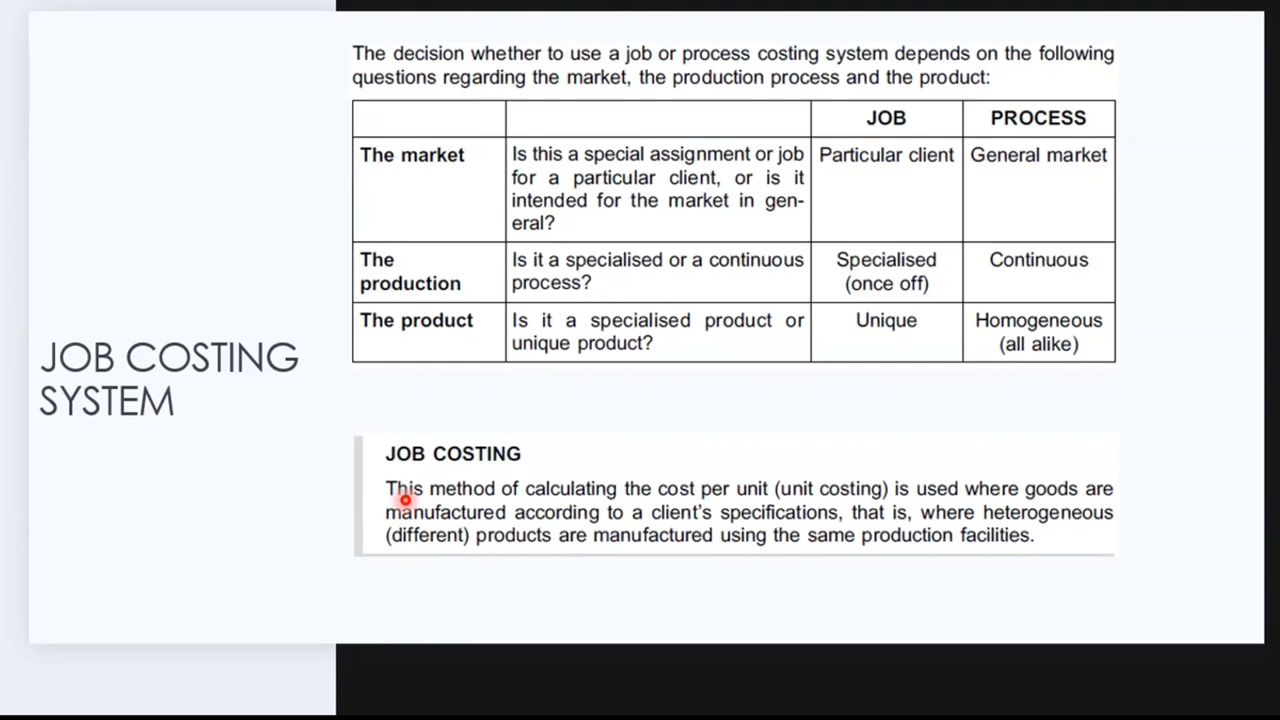 JOB COSTING
SYSTEM
The decision whether to use a job or process costing system depends on the following
questions regarding the market, the production process and the product:
JOB PROCESS
The market Is this a special assignment or job Particular client General market
for a particular client, or is it
intended for the market in gen-
eral?
The Is it a specialised or a continuous Specialised Continuous
production process? (once off)
The product Is it a specialised product or Unique Homogeneous
unique product? (all alike)
JOB COSTING
This method of calculating the cost per unit (unit costing) is used where goods are
manufactured according to a client's specifications, that is, where heterogeneous
(different) products are manufactured using the same production facilities.